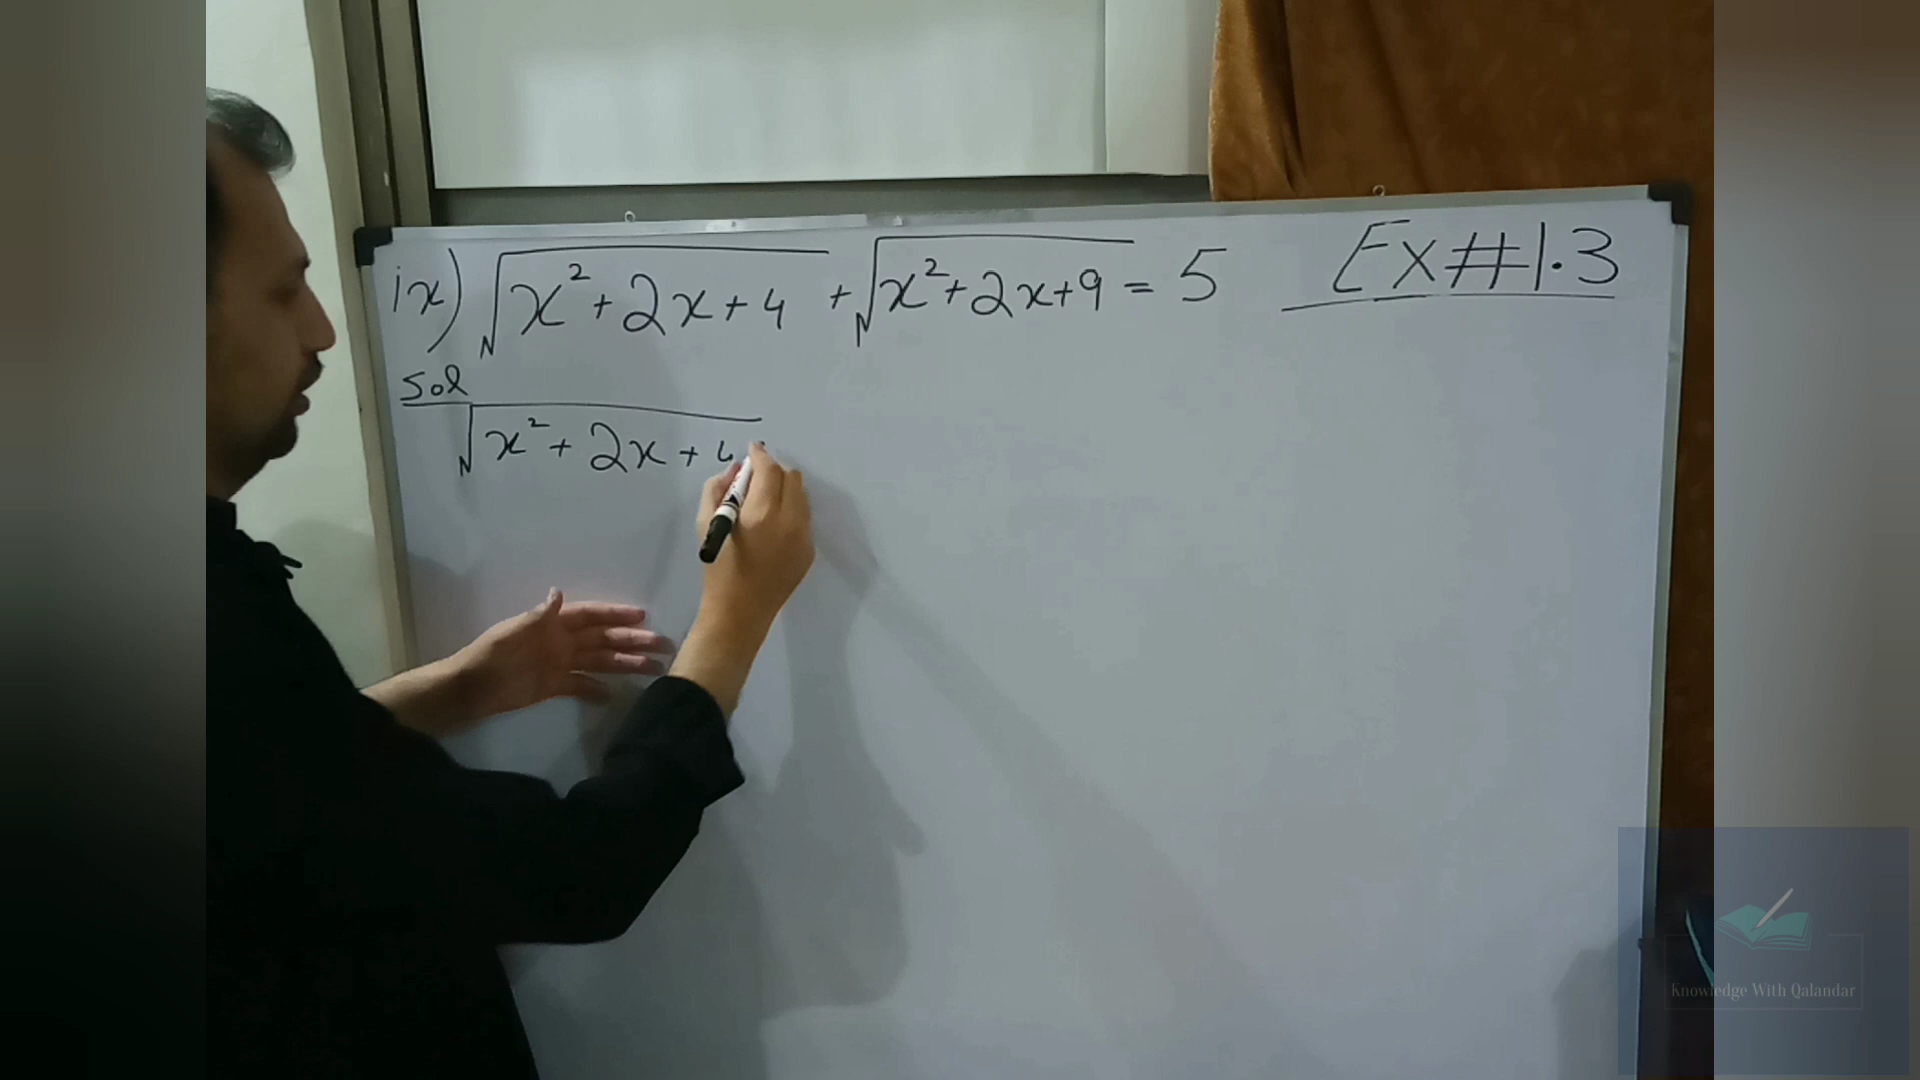 ix) √x²+2x+4 + √x²+2x+9 = 5 Ex#1.3
Sol
√x²+2x+4
Knowledge With Qalandar